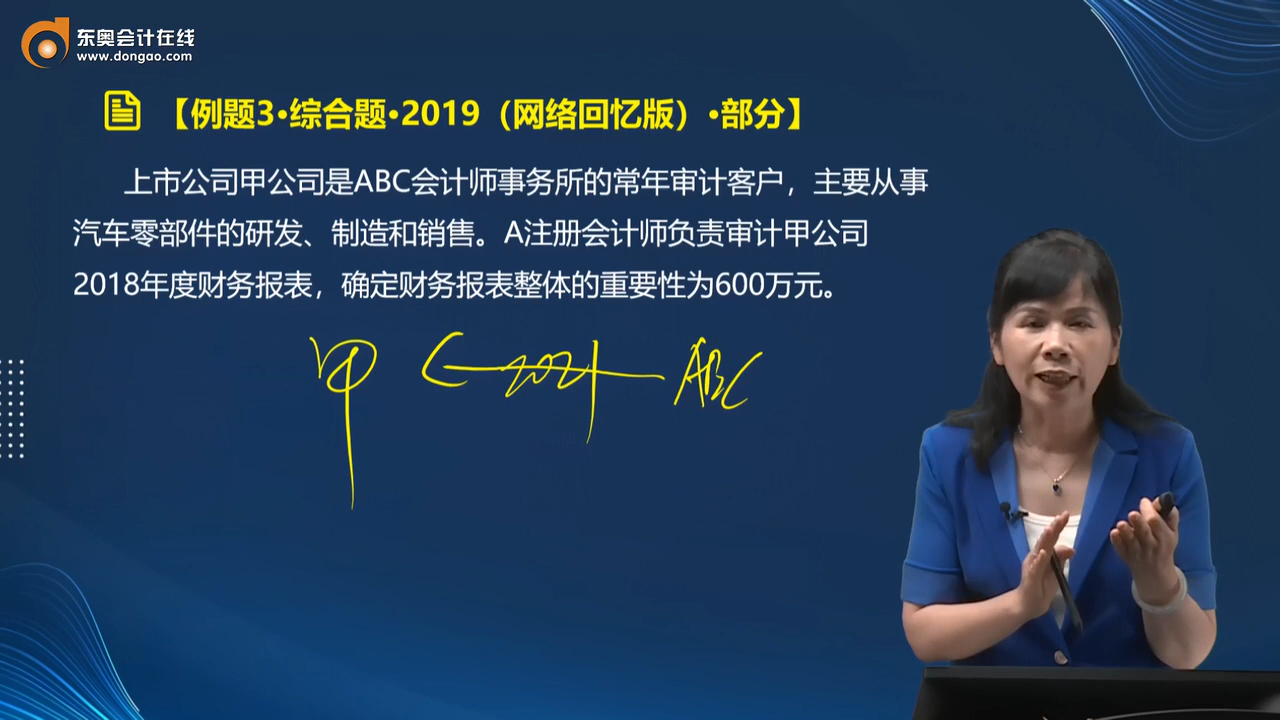 东奥会计在线
www.dongao.com
【例题3•综合题•2019（网络回忆版）•部分】
上市公司甲公司是ABC会计师事务所的常年审计客户，主要从事
汽车零部件的研发、制造和销售。A注册会计师负责审计甲公司
2018年度财务报表，确定财务报表整体的重要性为600万元。
甲 2021 ABC